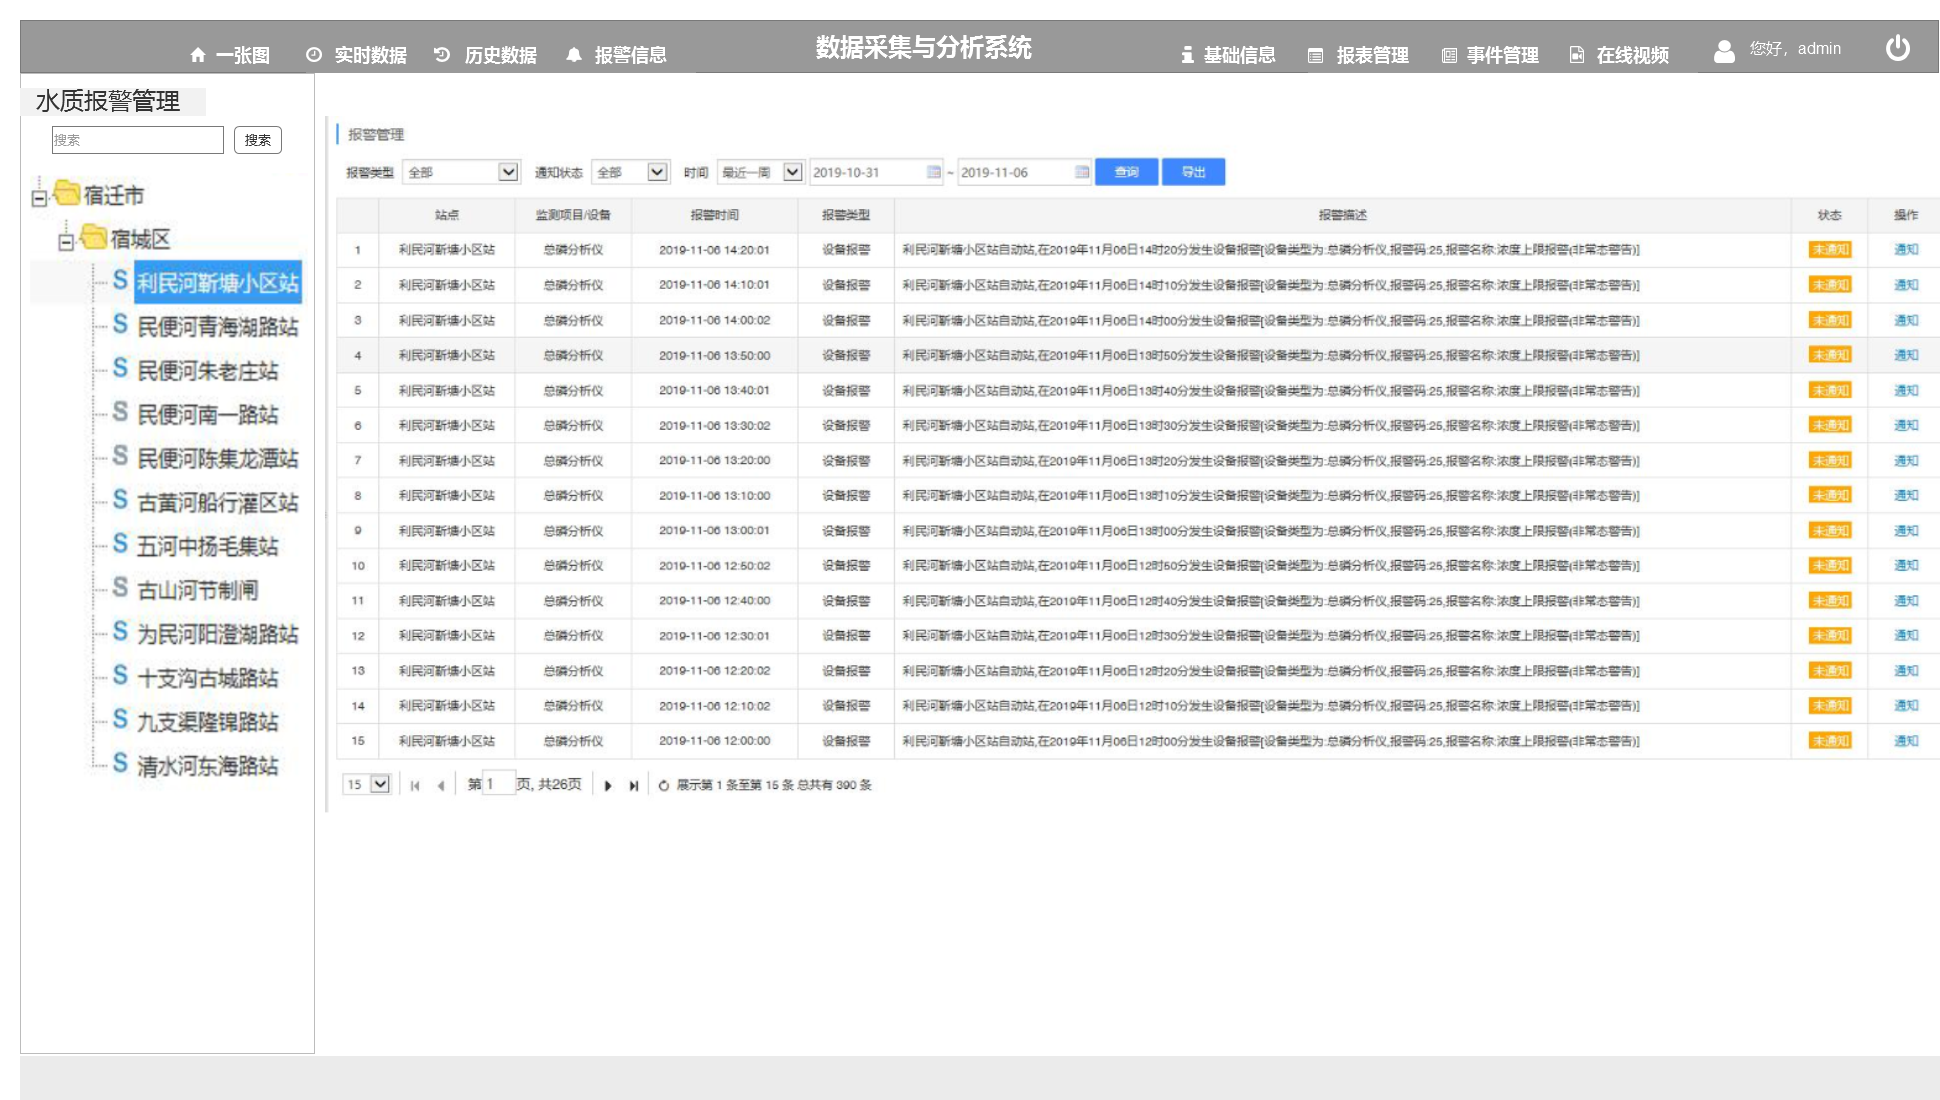 一张图 实时数据 历史数据 报警信息 数据采集与分析系统 基础信息 报表管理 事件管理 在线视频 您好，admin
水质报警管理
搜索 搜索
宿迁市
宿城区
S 利民河靳塘小区站
S 民便河青海湖路站
S 民便河朱老庄站
S 民便河南一路站
S 民便河陈集龙潭站
S 古黄河船行灌区站
S 五河中扬毛集站
S 古山河节制闸
S 为民河阳澄湖路站
S 十支沟古城路站
S 九支渠隆锦路站
S 清水河东海路站
报警管理
报警类型 全部 通知状态 全部 时间 最近一周 2019-10-31 ~ 2019-11-06 查询 导出
站点 监测项目/设备 报警时间 报警类型 报警描述 状态 操作
1 利民河靳塘小区站 总磷分析仪 2019-11-06 14:20:01 设备报警 利民河靳塘小区站自动站,在2019年11月06日14时20分发生设备报警[设备类型为:总磷分析仪,报警码:25,报警名称:浓度上限报警(非常态警告)] 未通知 通知
2 利民河靳塘小区站 总磷分析仪 2019-11-06 14:10:01 设备报警 利民河靳塘小区站自动站,在2019年11月06日14时10分发生设备报警[设备类型为:总磷分析仪,报警码:25,报警名称:浓度上限报警(非常态警告)] 未通知 通知
3 利民河靳塘小区站 总磷分析仪 2019-11-06 14:00:02 设备报警 利民河靳塘小区站自动站,在2019年11月06日14时00分发生设备报警[设备类型为:总磷分析仪,报警码:25,报警名称:浓度上限报警(非常态警告)] 未通知 通知
4 利民河靳塘小区站 总磷分析仪 2019-11-06 13:50:00 设备报警 利民河靳塘小区站自动站,在2019年11月06日13时50分发生设备报警[设备类型为:总磷分析仪,报警码:25,报警名称:浓度上限报警(非常态警告)] 未通知 通知
5 利民河靳塘小区站 总磷分析仪 2019-11-06 13:40:01 设备报警 利民河靳塘小区站自动站,在2019年11月06日13时40分发生设备报警[设备类型为:总磷分析仪,报警码:25,报警名称:浓度上限报警(非常态警告)] 未通知 通知
6 利民河靳塘小区站 总磷分析仪 2019-11-06 13:30:02 设备报警 利民河靳塘小区站自动站,在2019年11月06日13时30分发生设备报警[设备类型为:总磷分析仪,报警码:25,报警名称:浓度上限报警(非常态警告)] 未通知 通知
7 利民河靳塘小区站 总磷分析仪 2019-11-06 13:20:00 设备报警 利民河靳塘小区站自动站,在2019年11月06日13时20分发生设备报警[设备类型为:总磷分析仪,报警码:25,报警名称:浓度上限报警(非常态警告)] 未通知 通知
8 利民河靳塘小区站 总磷分析仪 2019-11-06 13:10:00 设备报警 利民河靳塘小区站自动站,在2019年11月06日13时10分发生设备报警[设备类型为:总磷分析仪,报警码:25,报警名称:浓度上限报警(非常态警告)] 未通知 通知
9 利民河靳塘小区站 总磷分析仪 2019-11-06 13:00:01 设备报警 利民河靳塘小区站自动站,在2019年11月06日13时00分发生设备报警[设备类型为:总磷分析仪,报警码:25,报警名称:浓度上限报警(非常态警告)] 未通知 通知
10 利民河靳塘小区站 总磷分析仪 2019-11-06 12:50:02 设备报警 利民河靳塘小区站自动站,在2019年11月06日12时50分发生设备报警[设备类型为:总磷分析仪,报警码:25,报警名称:浓度上限报警(非常态警告)] 未通知 通知
11 利民河靳塘小区站 总磷分析仪 2019-11-06 12:40:00 设备报警 利民河靳塘小区站自动站,在2019年11月06日12时40分发生设备报警[设备类型为:总磷分析仪,报警码:25,报警名称:浓度上限报警(非常态警告)] 未通知 通知
12 利民河靳塘小区站 总磷分析仪 2019-11-06 12:30:01 设备报警 利民河靳塘小区站自动站,在2019年11月06日12时30分发生设备报警[设备类型为:总磷分析仪,报警码:25,报警名称:浓度上限报警(非常态警告)] 未通知 通知
13 利民河靳塘小区站 总磷分析仪 2019-11-06 12:20:02 设备报警 利民河靳塘小区站自动站,在2019年11月06日12时20分发生设备报警[设备类型为:总磷分析仪,报警码:25,报警名称:浓度上限报警(非常态警告)] 未通知 通知
14 利民河靳塘小区站 总磷分析仪 2019-11-06 12:10:02 设备报警 利民河靳塘小区站自动站,在2019年11月06日12时10分发生设备报警[设备类型为:总磷分析仪,报警码:25,报警名称:浓度上限报警(非常态警告)] 未通知 通知
15 利民河靳塘小区站 总磷分析仪 2019-11-06 12:00:00 设备报警 利民河靳塘小区站自动站,在2019年11月06日12时00分发生设备报警[设备类型为:总磷分析仪,报警码:25,报警名称:浓度上限报警(非常态警告)] 未通知 通知
15 第 1 页, 共26页 展示第 1 条至第 15 条 总共有 390 条